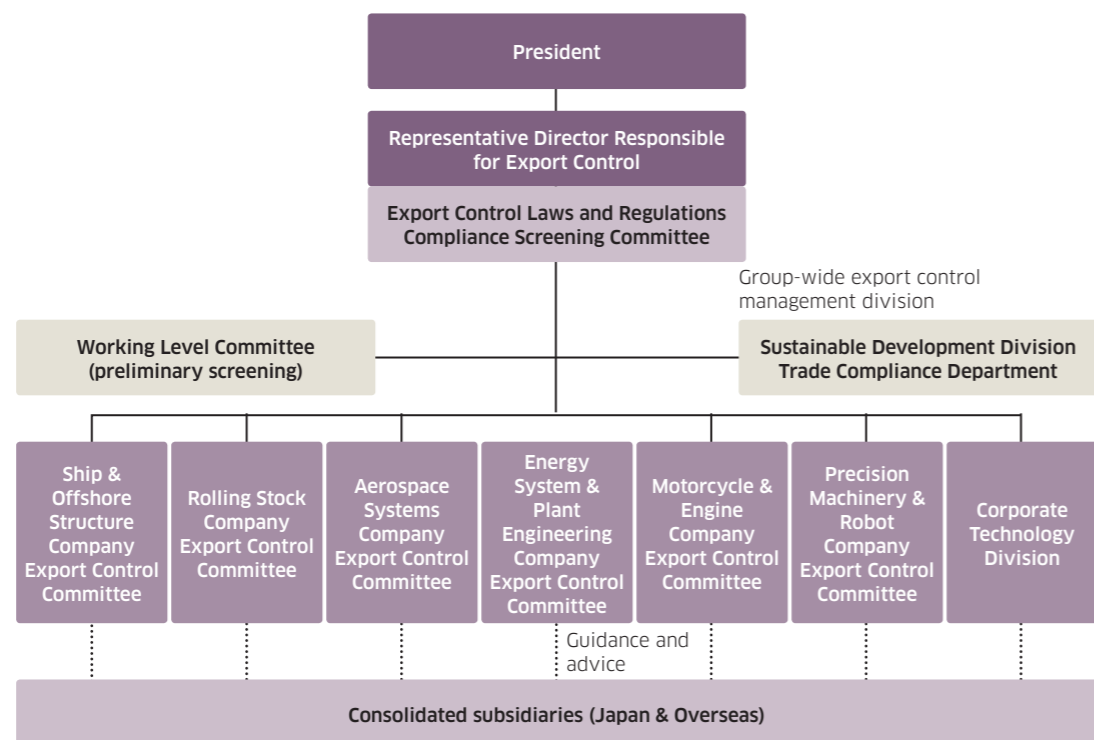 President
Representative Director Responsible
for Export Control
Export Control Laws and Regulations
Compliance Screening Committee
Group-wide export control
management division
Working Level Committee
(preliminary screening)
Sustainable Development Division
Trade Compliance Department
Ship &
Offshore
Structure
Company
Export Control
Committee
Rolling Stock
Company
Export Control
Committee
Aerospace
Systems
Company
Export Control
Committee
Energy
System &
Plant
Engineering
Company
Export Control
Committee
Motorcycle &
Engine
Company
Export Control
Committee
Precision
Machinery &
Robot
Company
Export Control
Committee
Corporate
Technology
Division
Guidance and
advice
Consolidated subsidiaries (Japan & Overseas)